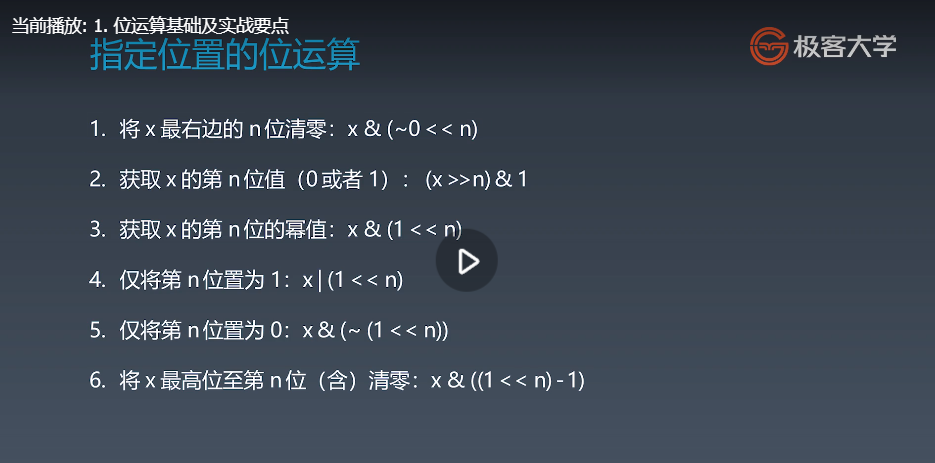 当前播放: 1. 位运算基础及实战要点
指定位置的位运算
极客大学
1. 将 x 最右边的 n 位清零：x & (~0 << n)
2. 获取 x 的第 n 位值（0 或者 1）： (x >>n) & 1
3. 获取 x 的第 n 位的幂值：x & (1 << n)
4. 仅将第 n 位置为 1：x | (1 << n)
5. 仅将第 n 位置为 0：x & (~ (1 << n))
6. 将 x 最高位至第 n 位（含）清零：x & ((1 << n) - 1)